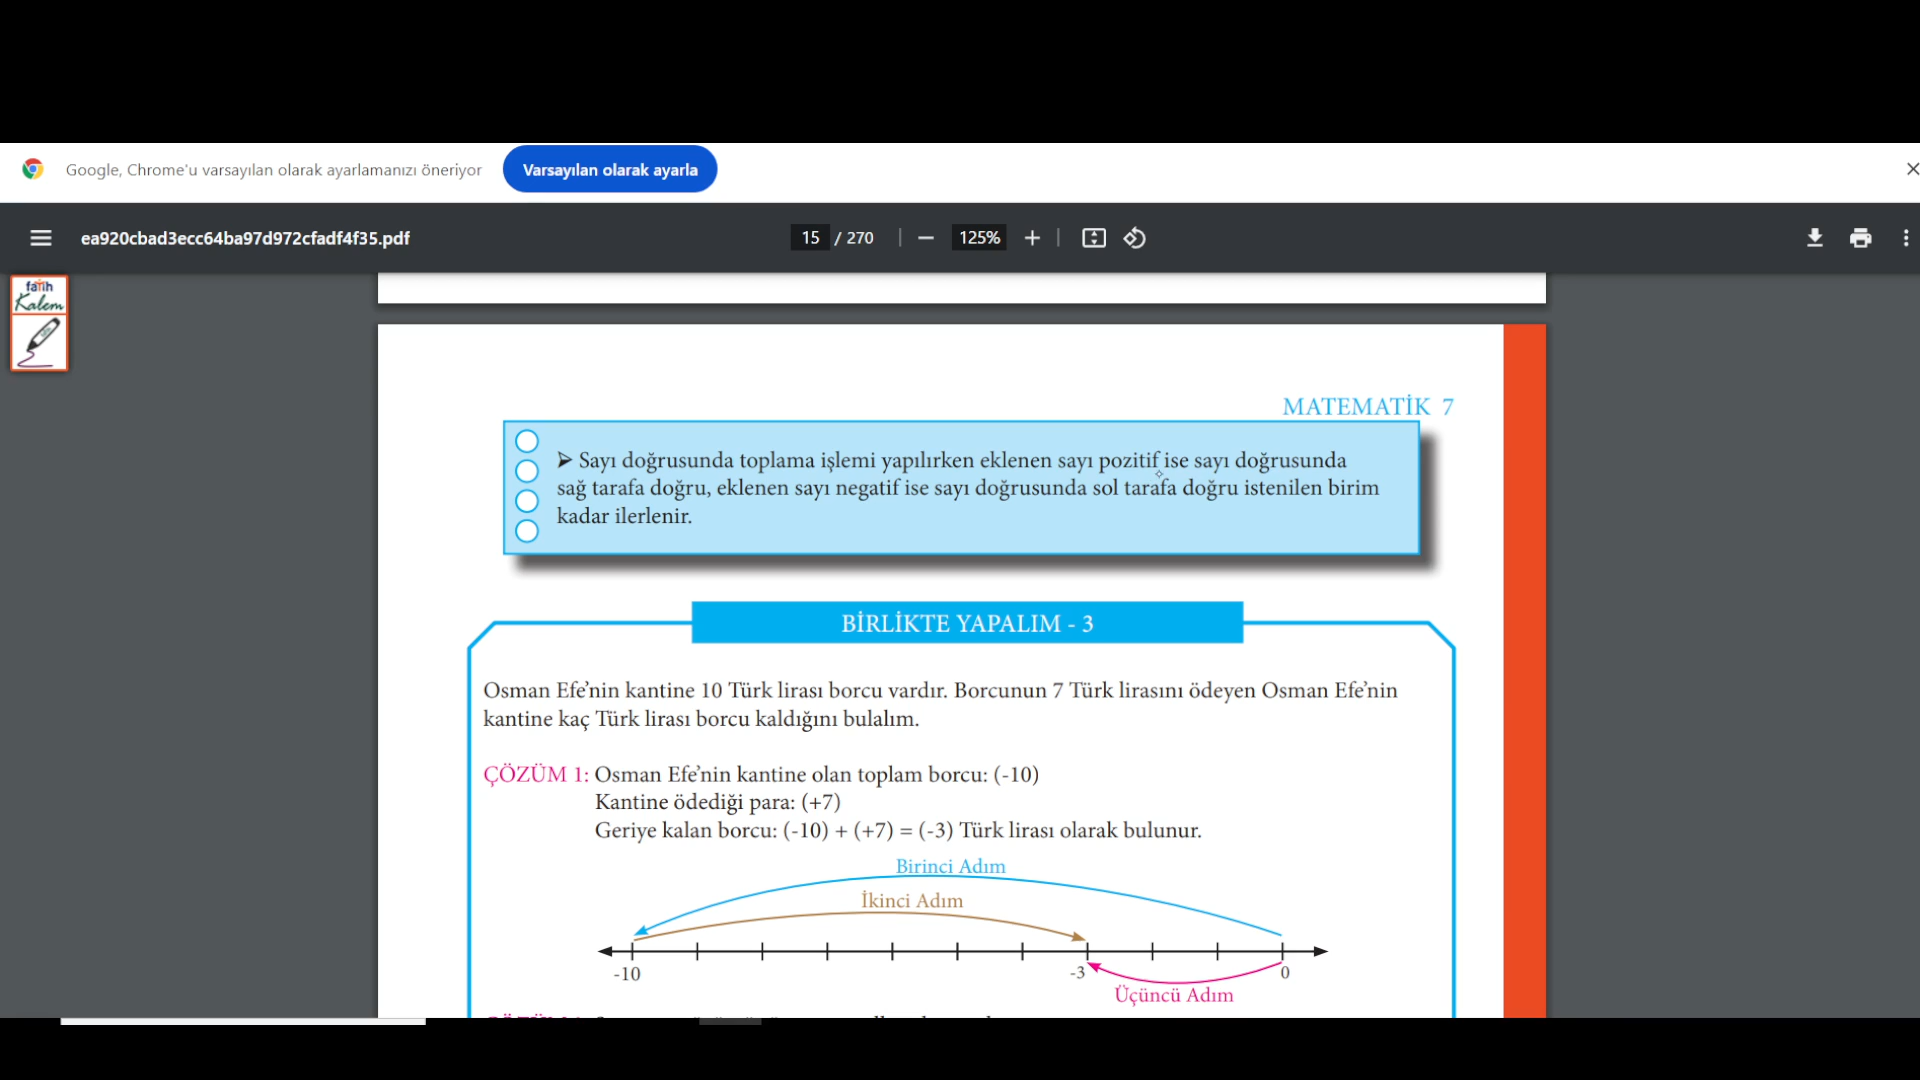 Google, Chrome'u varsayılan olarak ayarlamanızı öneriyor
Varsayılan olarak ayarla
ea920cbad3ecc64ba97d972cfadf4f35.pdf
15 / 270
125%
fatih
Kalem
MATEMATİK 7
➢ Sayı doğrusunda toplama işlemi yapılırken eklenen sayı pozitif ise sayı doğrusunda
sağ tarafa doğru, eklenen sayı negatif ise sayı doğrusunda sol tarafa doğru istenilen birim
kadar ilerlenir.
BİRLİKTE YAPALIM - 3
Osman Efe'nin kantine 10 Türk lirası borcu vardır. Borcunun 7 Türk lirasını ödeyen Osman Efe'nin
kantine kaç Türk lirası borcu kaldığını bulalım.
ÇÖZÜM 1: Osman Efe'nin kantine olan toplam borcu: (-10)
Kantine ödediği para: (+7)
Geriye kalan borcu: (-10) + (+7) = (-3) Türk lirası olarak bulunur.
Birinci Adım
İkinci Adım
-10 -3 0
Üçüncü Adım